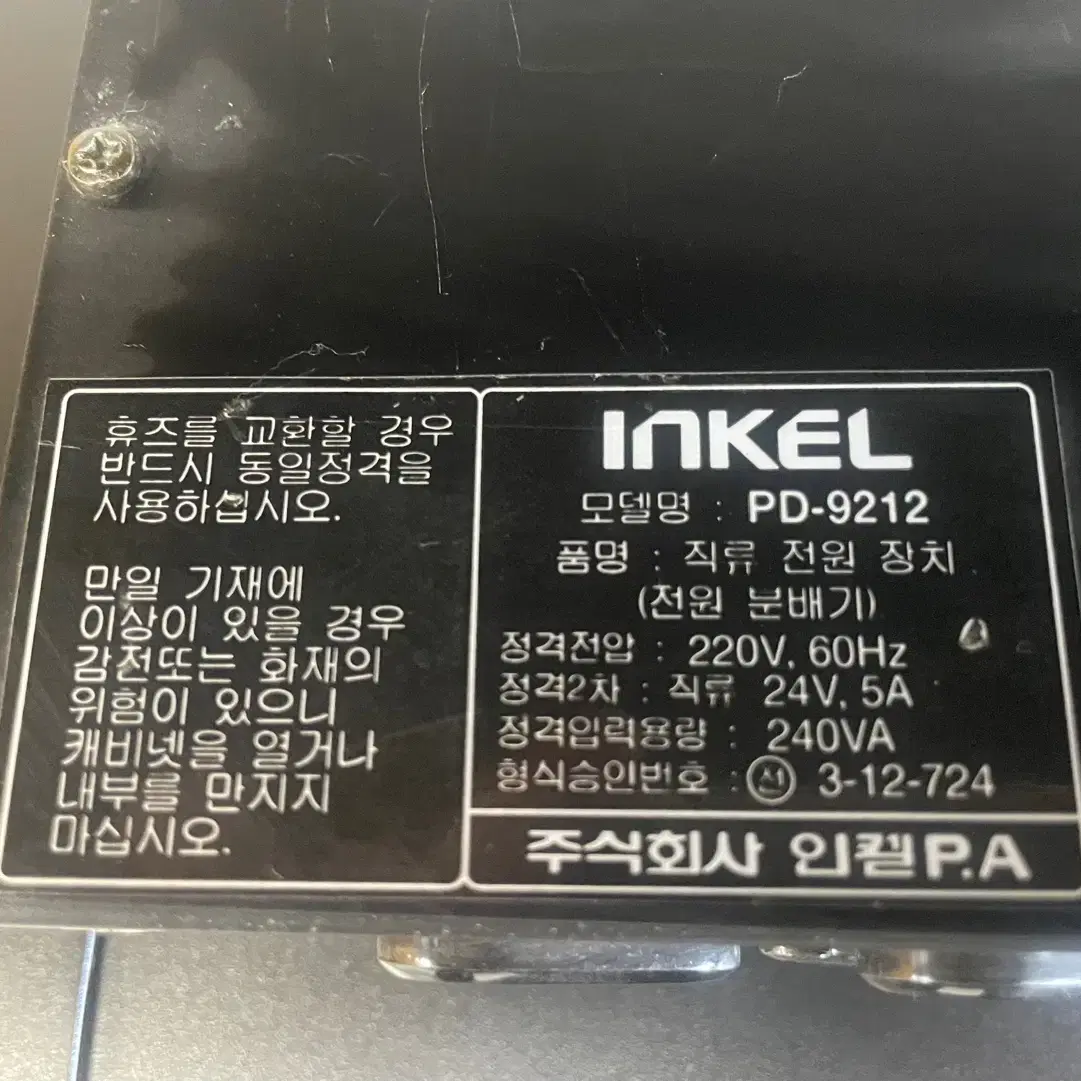 휴즈를 교환할 경우
반드시 동일정격을
사용하십시오.
만일 기재에
이상이 있을 경우
감전또는 화재의
위험이 있으니
캐비넷을 열거나
내부를 만지지
마십시오.
INKEL
모델명 : PD-9212
품명 : 직류 전원 장치
(전원 분배기)
정격전압 : 220V, 60Hz
정격2차 : 직류 24V, 5A
정격입력용량 : 240VA
형식승인번호 : 전 3-12-724
주식회사 인켈P.A